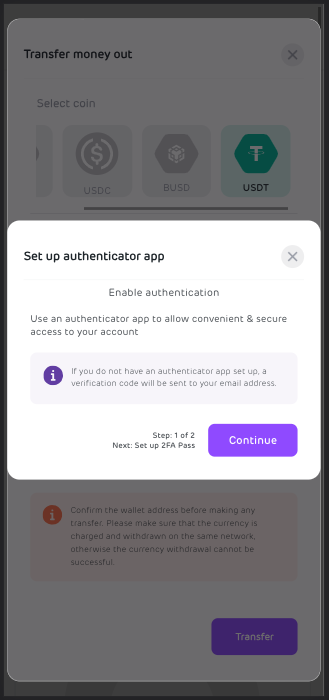 Transfer money out
Select coin
USDC
BUSD
USDT
Set up authenticator app
Enable authentication
Use an authenticator app to allow convenient & secure
access to your account
If you do not have an authenticator app set up, a
verification code will be sent to your email address.
Step: 1 of 2
Next: Set up 2FA Pass
Continue
Confirm the wallet address before making any
transfer. Please make sure that the currency is
charged and withdrawn on the same network,
otherwise the currency withdrawal cannot be
successful.
Transfer